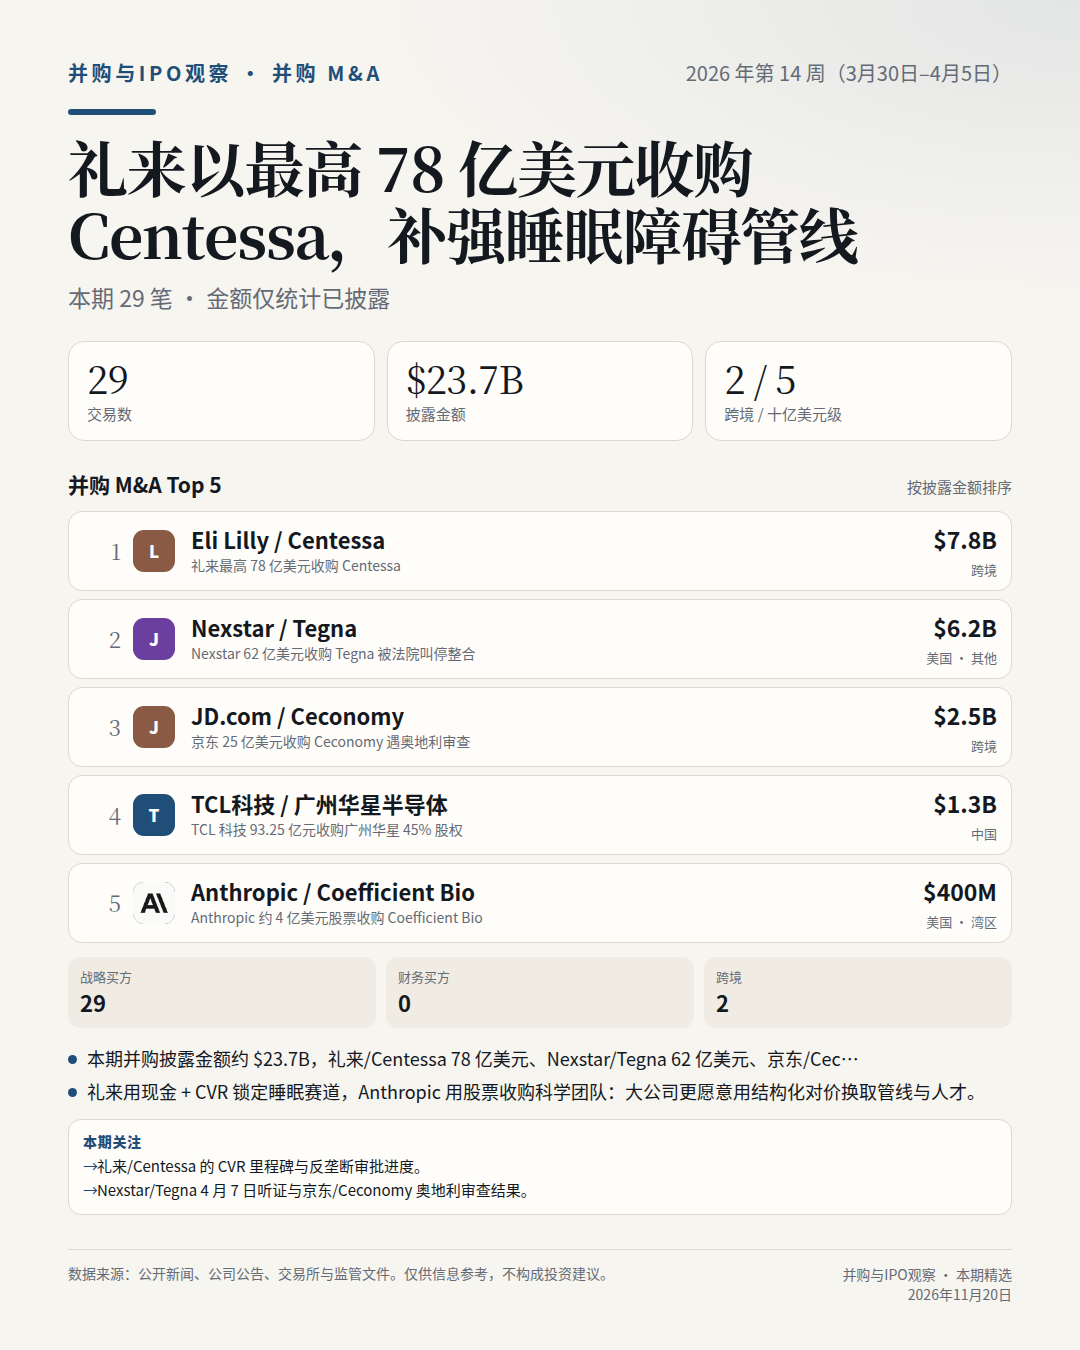 并购与IPO观察 · 并购 M&A
2026 年第 14 周（3月30日–4月5日）
礼来以最高 78 亿美元收购
Centessa，补强睡眠障碍管线
本期 29 笔 · 金额仅统计已披露
29
交易数
$23.7B
披露金额
2 / 5
跨境 / 十亿美元级
并购 M&A Top 5
按披露金额排序
1
L
Eli Lilly / Centessa
礼来最高 78 亿美元收购 Centessa
$7.8B
跨境
2
J
Nexstar / Tegna
Nexstar 62 亿美元收购 Tegna 被法院叫停整合
$6.2B
美国 · 其他
3
J
JD.com / Ceconomy
京东 25 亿美元收购 Ceconomy 遇奥地利审查
$2.5B
跨境
4
T
TCL科技 / 广州华星半导体
TCL 科技 93.25 亿元收购广州华星 45% 股权
$1.3B
中国
5
AI
Anthropic / Coefficient Bio
Anthropic 约 4 亿美元股票收购 Coefficient Bio
$400M
美国 · 湾区
战略买方
29
财务买方
0
跨境
2
本期并购披露金额约 $23.7B，礼来/Centessa 78 亿美元、Nexstar/Tegna 62 亿美元、京东/Cec…
礼来用现金 + CVR 锁定睡眠赛道，Anthropic 用股票收购科学团队：大公司更愿意用结构化对价换取管线与人才。
本期关注
→礼来/Centessa 的 CVR 里程碑与反垄断审批进度。
→Nexstar/Tegna 4 月 7 日听证与京东/Ceconomy 奥地利审查结果。
数据来源：公开新闻、公司公告、交易所与监管文件。仅供信息参考，不构成投资建议。
并购与IPO观察 · 本期精选
2026年11月20日